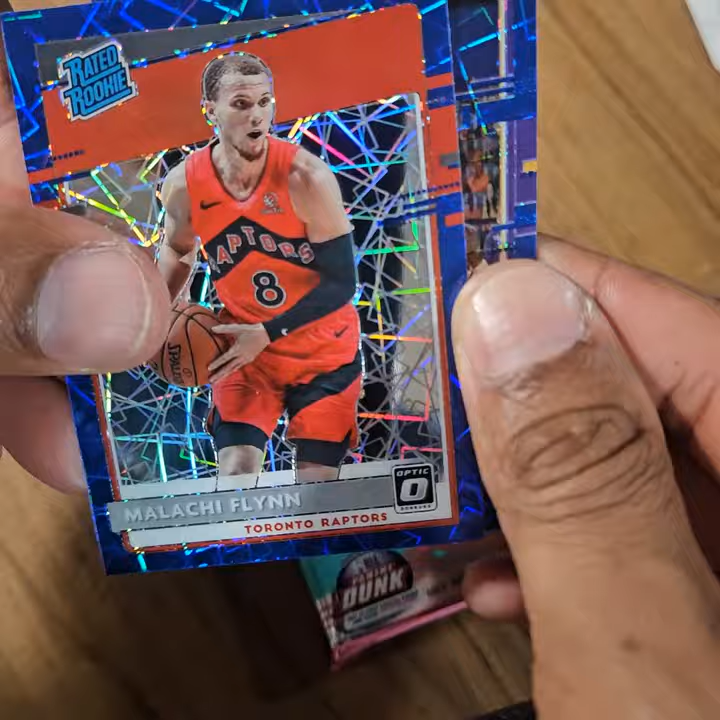 RATED
ROOKIE
RAPTORS
8
SPALDING
OPTIC
O
DONRUSS
MALACHI FLYNN
TORONTO RAPTORS
DUNK